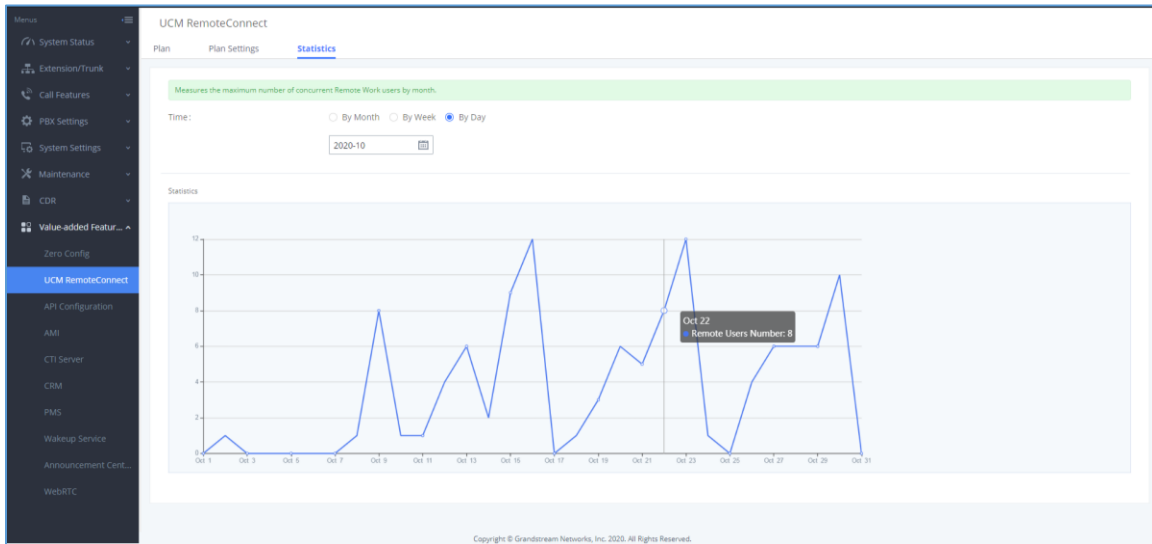 Menus
System Status
Extension/Trunk
Call Features
PBX Settings
System Settings
Maintenance
CDR
Value-added Featur...
Zero Config
UCM RemoteConnect
API Configuration
AMI
CTI Server
CRM
PMS
Wakeup Service
Announcement Cent...
WebRTC
UCM RemoteConnect
Plan Plan Settings Statistics
Measures the maximum number of concurrent Remote Work users by month.
Time : By Month By Week By Day
2020-10
Statistics
12
10
8
6
4
2
0
Oct 22
Remote Users Number: 8
Oct 1 Oct 3 Oct 5 Oct 7 Oct 9 Oct 11 Oct 13 Oct 15 Oct 17 Oct 19 Oct 21 Oct 23 Oct 25 Oct 27 Oct 29 Oct 31
Copyright © Grandstream Networks, Inc. 2020. All Rights Reserved.